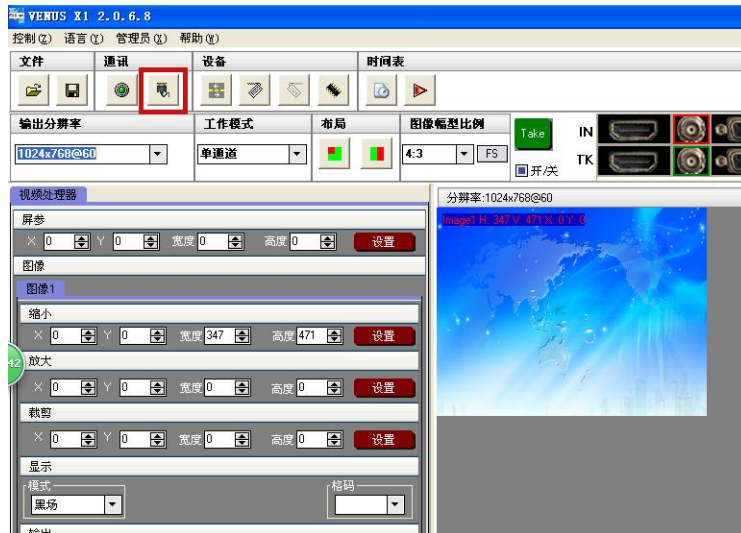 VENUS X1 2.0.6.8
控制(Z) 语言(Y) 管理员(X) 帮助(W)
文件 通讯 设备 时间表
输出分辨率 工作模式 布局 图像幅型比例
1024x768@60 单通道 4:3 FS
Take IN
开/关 TK
视频处理器
分辨率:1024x768@60
屏参
X 0 Y 0 宽度 0 高度 0 设置
Image1 H: 347 V: 471 X: 0 Y: 0
图像
图像1
缩小
X 0 Y 0 宽度 347 高度 471 设置
42
放大
X 0 Y 0 宽度 0 高度 0 设置
裁剪
X 0 Y 0 宽度 0 高度 0 设置
显示
模式 格码
黑场